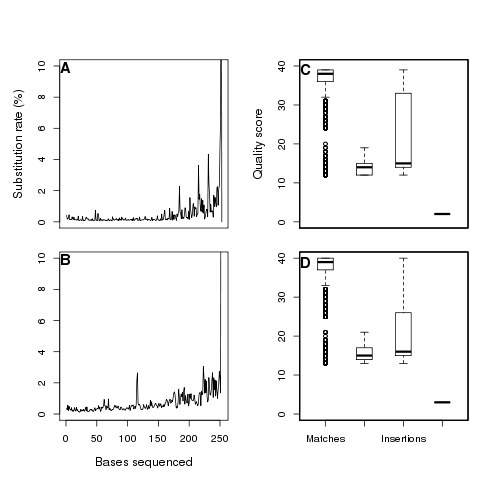 A
10
8
6
4
2
0
Substitution rate (%)
C
40
30
20
10
0
Quality score
B
10
8
6
4
2
0
0 50 100 150 200 250
Bases sequenced
D
40
30
20
10
0
Matches Insertions